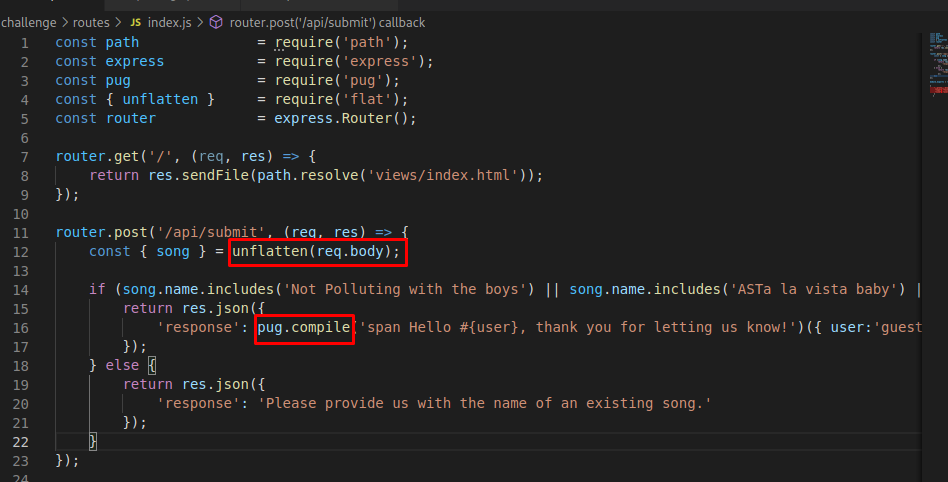 challenge > routes > JS index.js > router.post('/api/submit') callback
1 const path = require('path');
2 const express = require('express');
3 const pug = require('pug');
4 const { unflatten } = require('flat');
5 const router = express.Router();
6
7 router.get('/', (req, res) => {
8 return res.sendFile(path.resolve('views/index.html'));
9 });
10
11 router.post('/api/submit', (req, res) => {
12 const { song } = unflatten(req.body);
13
14 if (song.name.includes('Not Polluting with the boys') || song.name.includes('ASTa la vista baby') |
15 return res.json({
16 'response': pug.compile('span Hello #{user}, thank you for letting us know!')({ user:'guest
17 });
18 } else {
19 return res.json({
20 'response': 'Please provide us with the name of an existing song.'
21 });
22 }
23 });
24